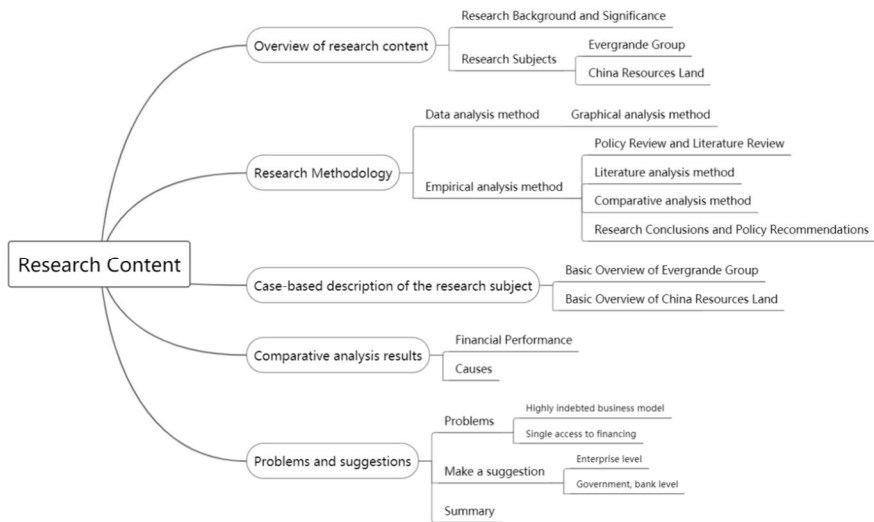 Research Content
Overview of research content
Research Background and Significance
Research Subjects
Evergrande Group
China Resources Land
Research Methodology
Data analysis method
Graphical analysis method
Empirical analysis method
Policy Review and Literature Review
Literature analysis method
Comparative analysis method
Research Conclusions and Policy Recommendations
Case-based description of the research subject
Basic Overview of Evergrande Group
Basic Overview of China Resources Land
Comparative analysis results
Financial Performance
Causes
Problems and suggestions
Problems
Highly indebted business model
Single access to financing
Make a suggestion
Enterprise level
Government, bank level
Summary